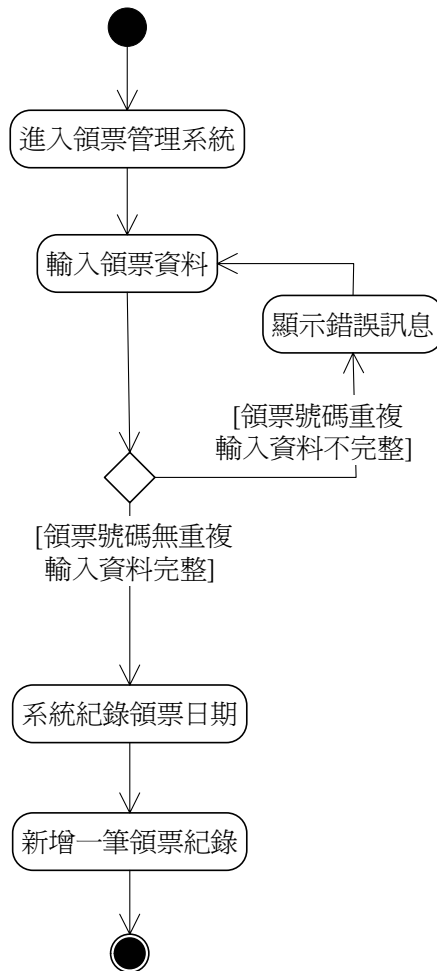 進入領票管理系統
輸入領票資料
顯示錯誤訊息
[領票號碼重複
輸入資料不完整]
[領票號碼無重複
輸入資料完整]
系統紀錄領票日期
新增一筆領票紀錄